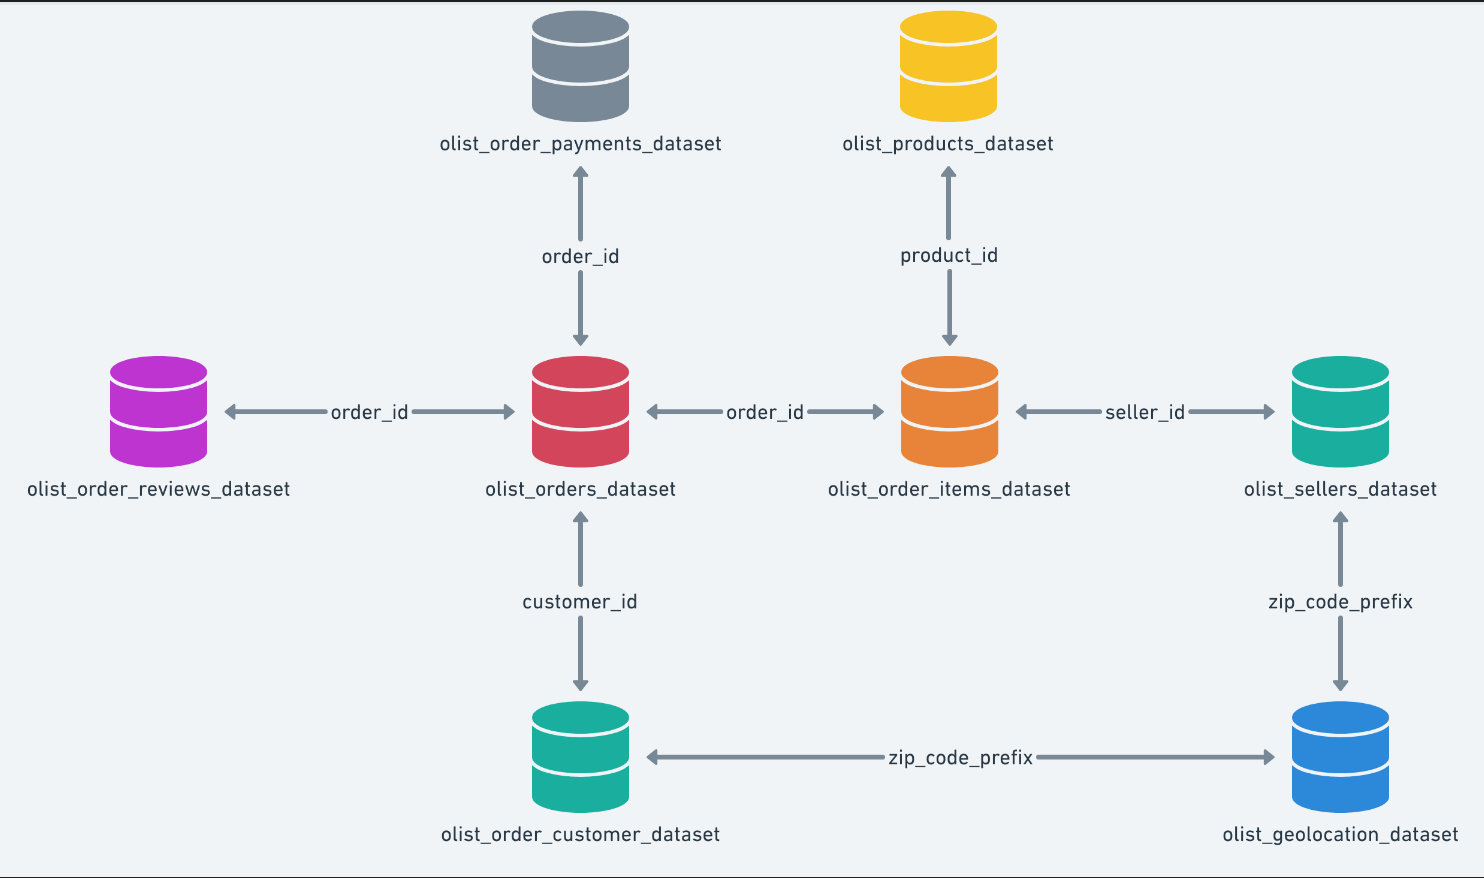 olist_order_payments_dataset
olist_products_dataset
order_id
product_id
order_id
order_id
seller_id
olist_order_reviews_dataset
olist_orders_dataset
olist_order_items_dataset
olist_sellers_dataset
customer_id
zip_code_prefix
zip_code_prefix
olist_order_customer_dataset
olist_geolocation_dataset